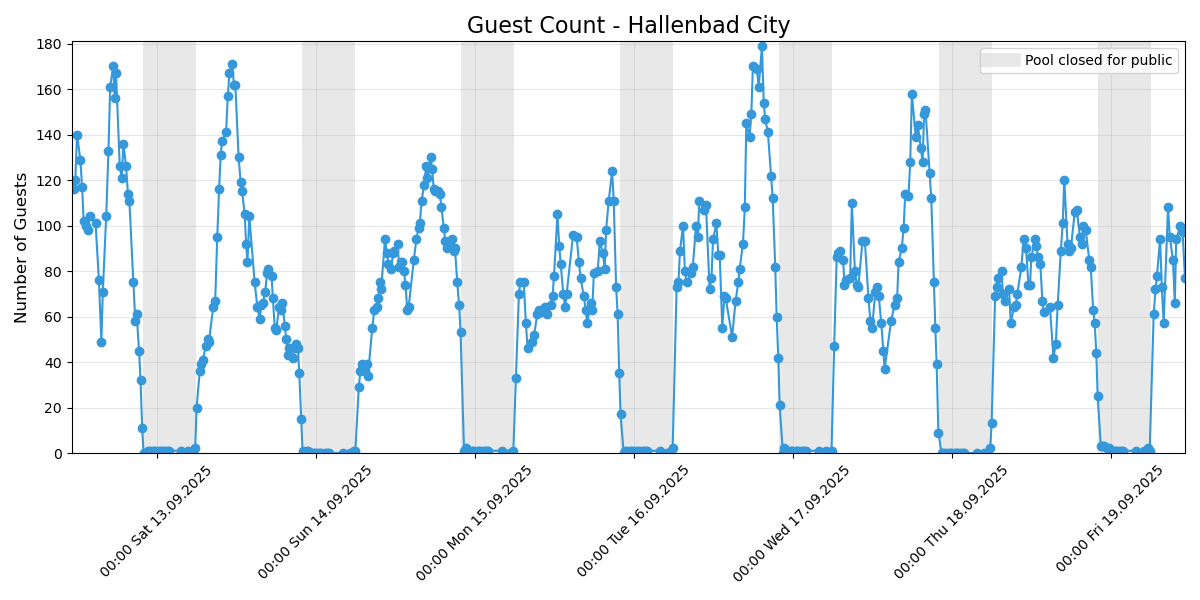 Guest Count - Hallenbad City
Pool closed for public
Number of Guests
180
160
140
120
100
80
60
40
20
0
00:00 Sat 13.09.2025
00:00 Sun 14.09.2025
00:00 Mon 15.09.2025
00:00 Tue 16.09.2025
00:00 Wed 17.09.2025
00:00 Thu 18.09.2025
00:00 Fri 19.09.2025